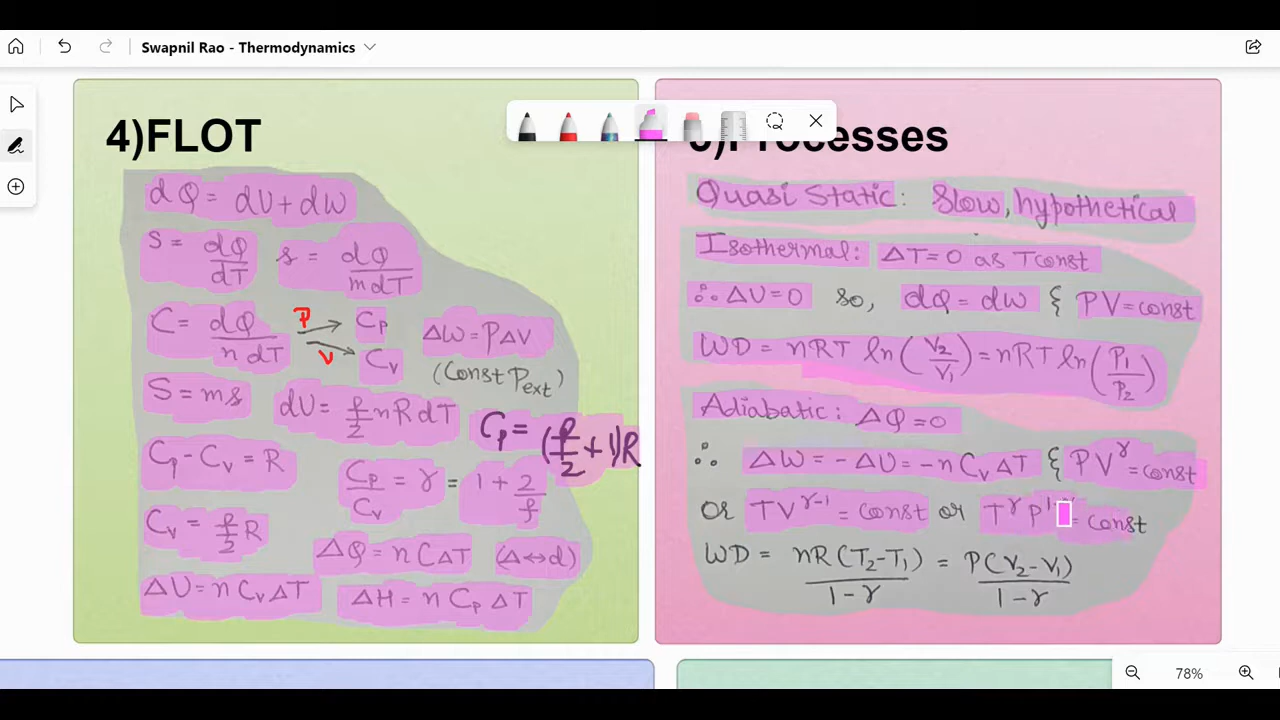 Swapnil Rao - Thermodynamics
4)FLOT
dQ = dU + dW
S = dQ/dT s = dQ/mdT
C = dQ/ndT P Cp V Cv ΔW = PΔV
(Const Pext)
S = ms dU = f/2 nRdT Cp = (f/2 + 1)R
Cp - Cv = R Cp/Cv = γ = 1 + 2/f
Cv = f/2 R ΔQ = nCΔT (Δ↔d)
ΔU = nCvΔT ΔH = nCpΔT
Processes
Quasi Static: Slow, hypothetical
Isothermal: ΔT=0 as Tconst
∴ ΔU=0 so, dQ = dW { PV = const
WD = nRT ln(V2/V1) = nRT ln(P1/P2)
Adiabatic: ΔQ=0
∴ ΔW = -ΔU = -nCvΔT { PV^γ = const
or TV^γ-1 = const or T^γ P^1- = const
WD = nR(T2-T1)/1-γ = P(V2-V1)/1-γ
78%